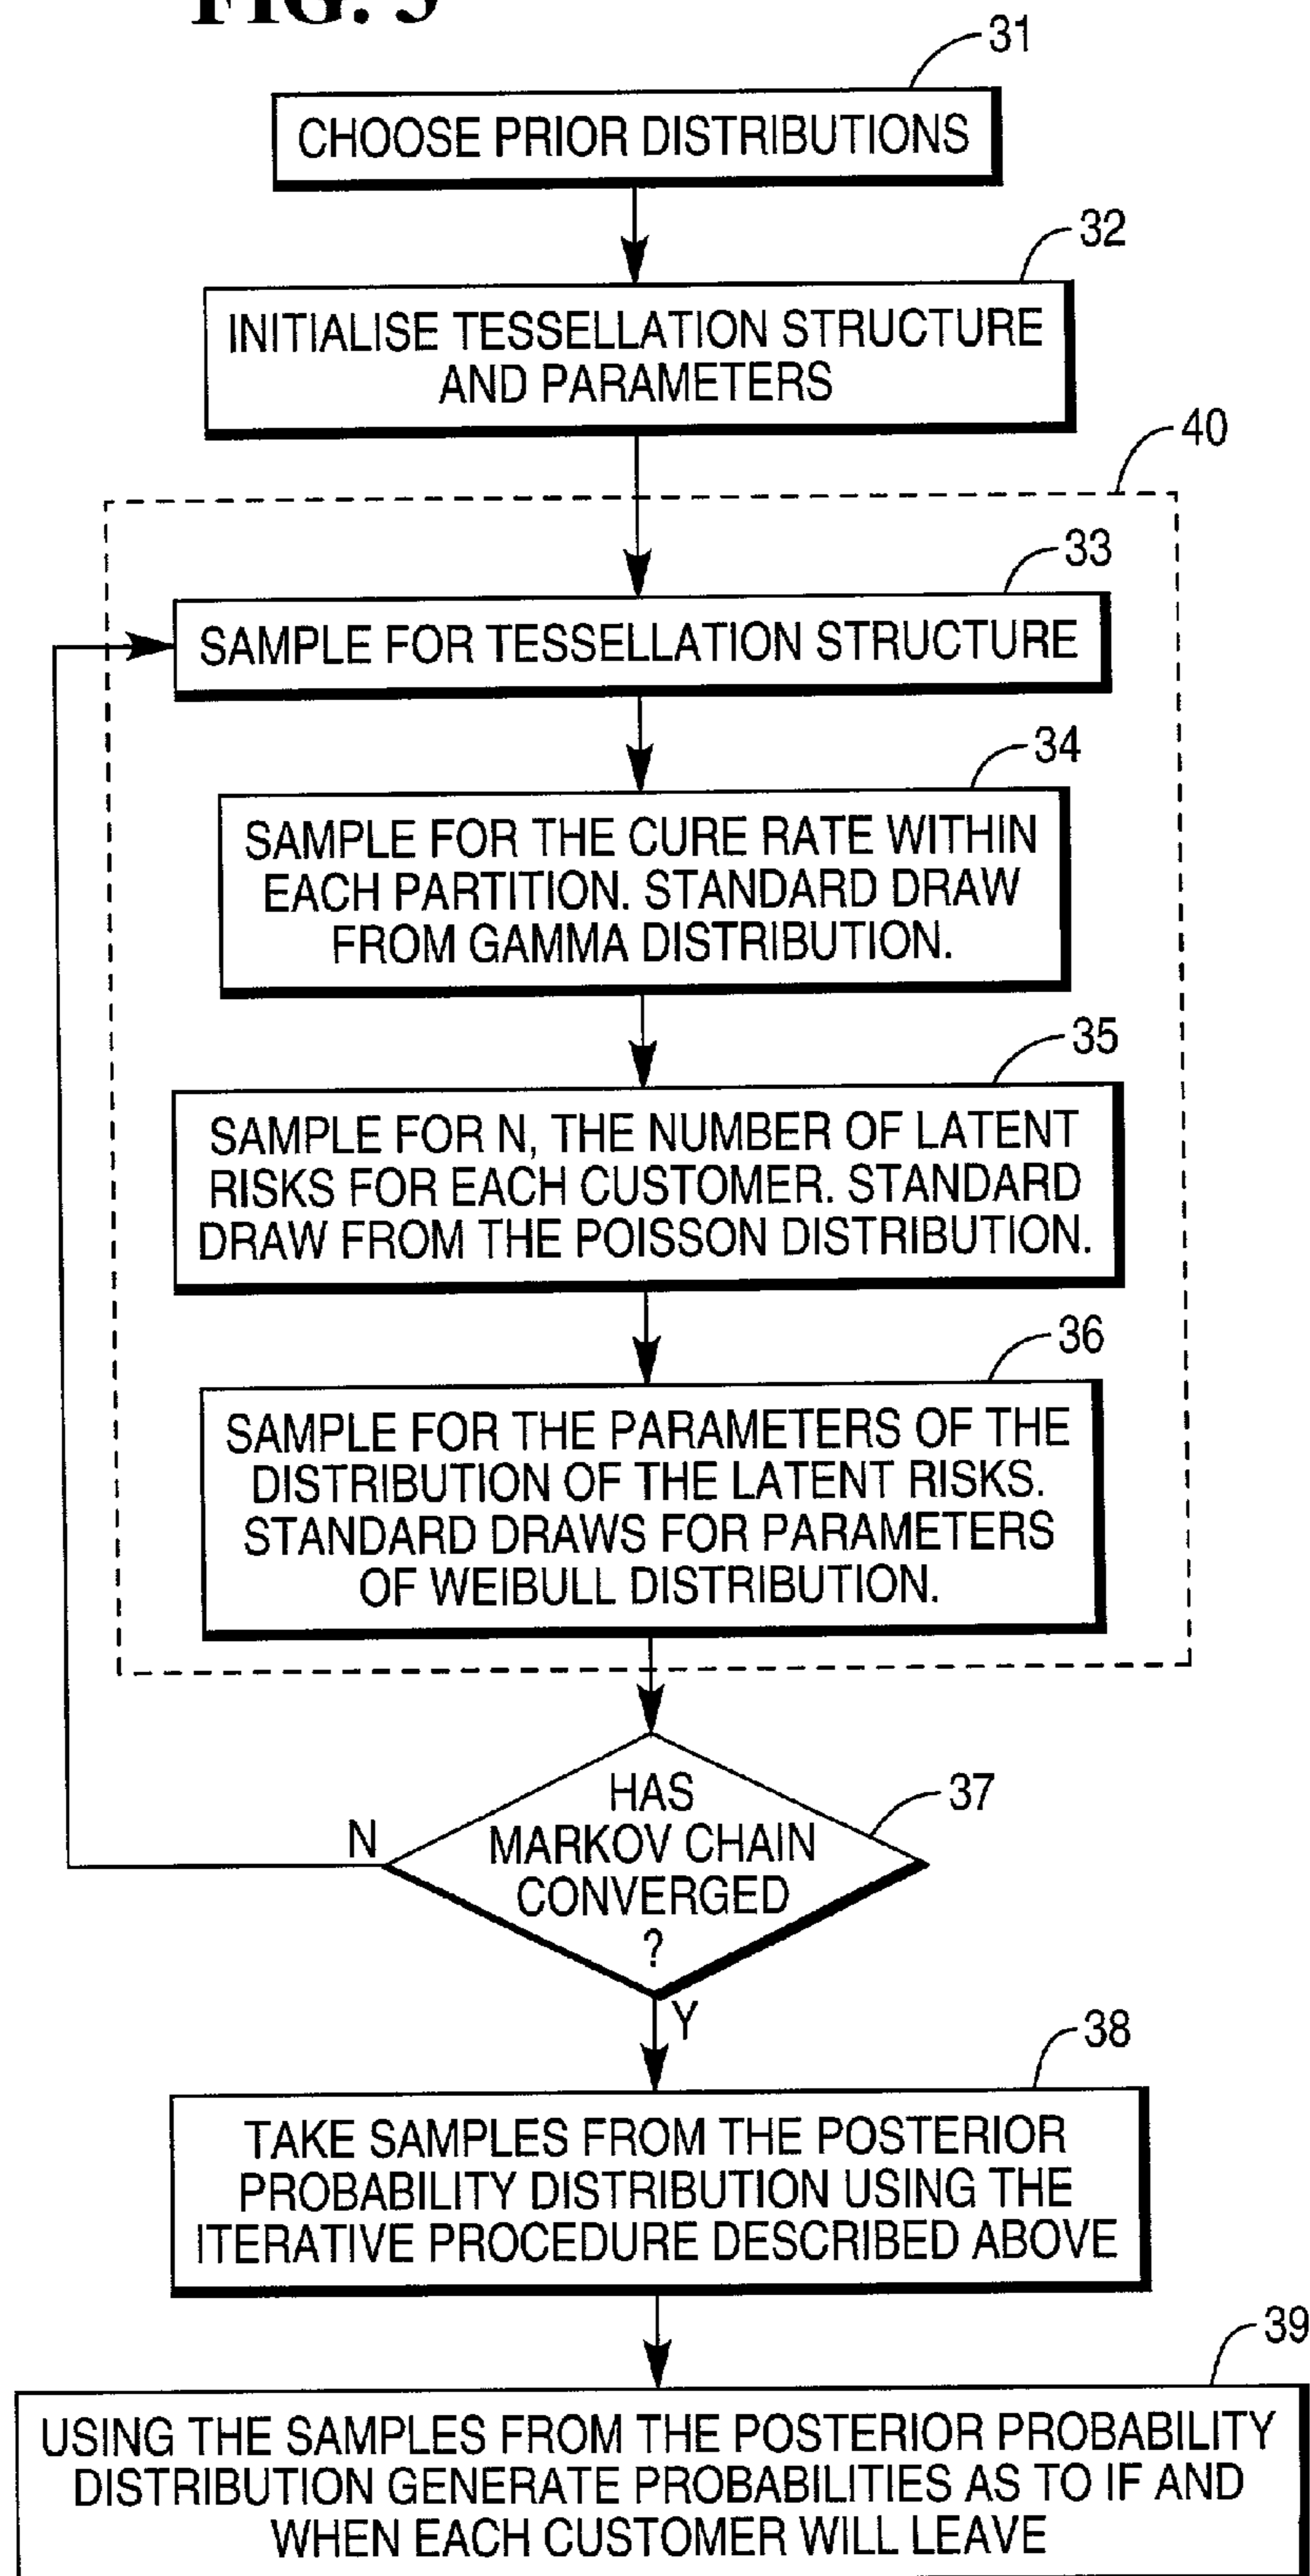 FIG. 3
31
CHOOSE PRIOR DISTRIBUTIONS
32
INITIALISE TESSELLATION STRUCTURE
AND PARAMETERS
40
33
SAMPLE FOR TESSELLATION STRUCTURE
34
SAMPLE FOR THE CURE RATE WITHIN
EACH PARTITION. STANDARD DRAW
FROM GAMMA DISTRIBUTION.
35
SAMPLE FOR N, THE NUMBER OF LATENT
RISKS FOR EACH CUSTOMER. STANDARD
DRAW FROM THE POISSON DISTRIBUTION.
36
SAMPLE FOR THE PARAMETERS OF THE
DISTRIBUTION OF THE LATENT RISKS.
STANDARD DRAWS FOR PARAMETERS
OF WEIBULL DISTRIBUTION.
37
N
HAS
MARKOV CHAIN
CONVERGED
?
Y
38
TAKE SAMPLES FROM THE POSTERIOR
PROBABILITY DISTRIBUTION USING THE
ITERATIVE PROCEDURE DESCRIBED ABOVE
39
USING THE SAMPLES FROM THE POSTERIOR PROBABILITY
DISTRIBUTION GENERATE PROBABILITIES AS TO IF AND
WHEN EACH CUSTOMER WILL LEAVE